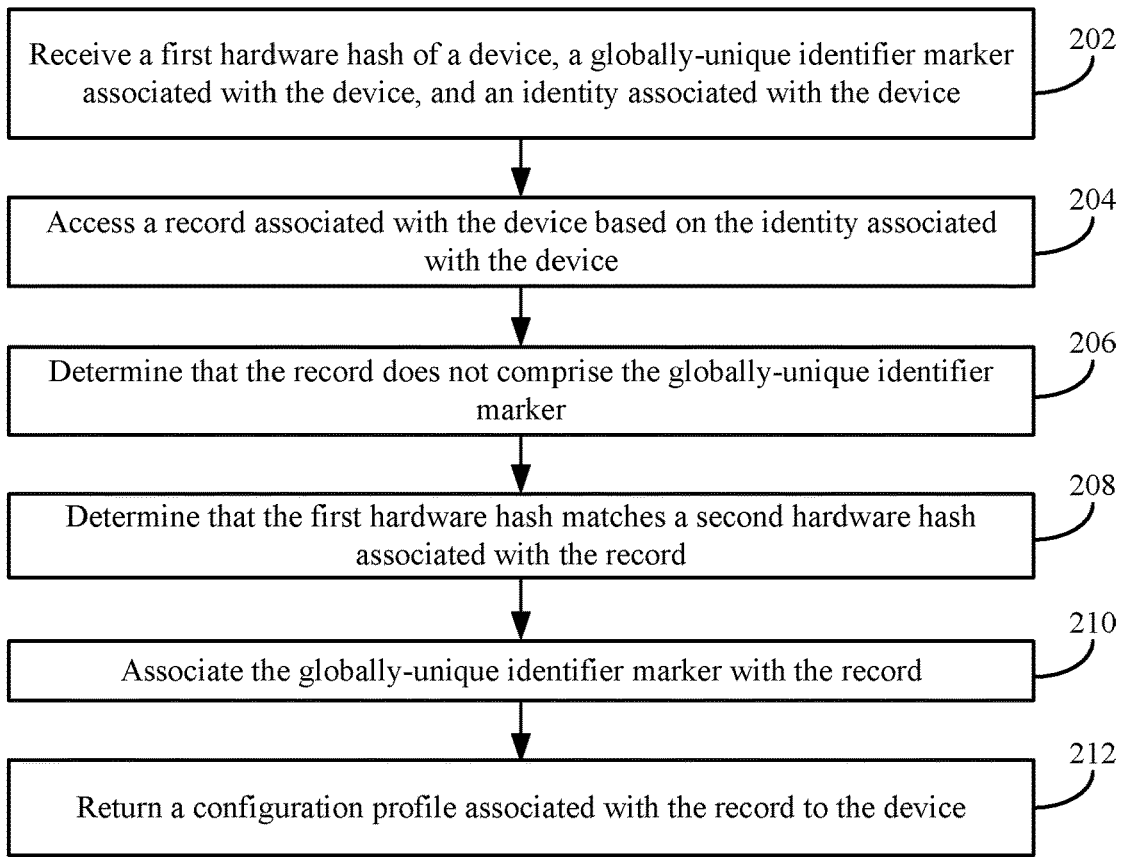 Receive a first hardware hash of a device, a globally-unique identifier marker
associated with the device, and an identity associated with the device
202
Access a record associated with the device based on the identity associated
with the device
204
Determine that the record does not comprise the globally-unique identifier
marker
206
Determine that the first hardware hash matches a second hardware hash
associated with the record
208
Associate the globally-unique identifier marker with the record
210
Return a configuration profile associated with the record to the device
212